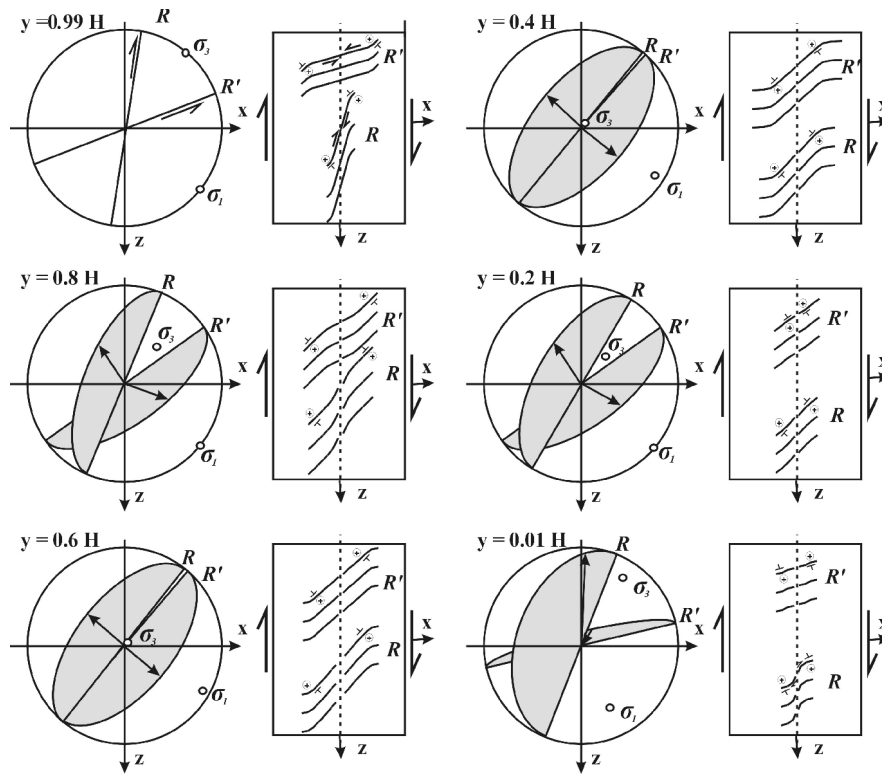 y = 0.99 H
R
σ₃
R'
x
σ₁
z
R'
R
x
z
y = 0.4 H
R
R'
σ₃
x
σ₁
z
R'
R
x
z
y = 0.8 H
R
R'
σ₃
x
σ₁
z
R'
R
x
z
y = 0.2 H
R
R'
σ₃
x
σ₁
z
R'
R
x
z
y = 0.6 H
R
R'
σ₃
x
σ₁
z
R'
R
x
z
y = 0.01 H
R
σ₃
R'
x
σ₁
z
R'
R
x
z